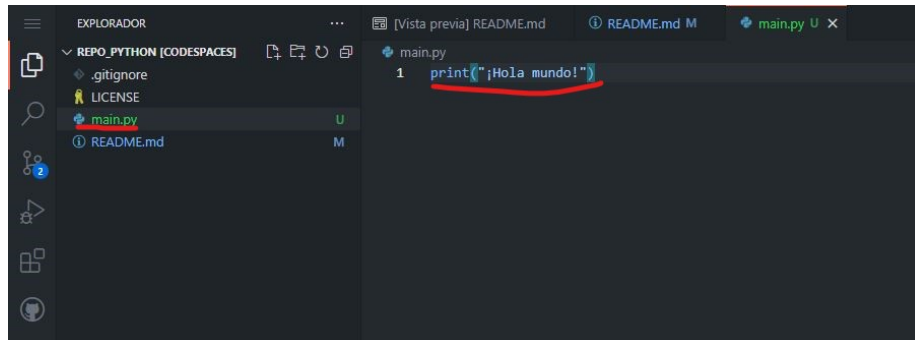 EXPLORADOR
REPO_PYTHON [CODESPACES]
.gitignore
LICENSE
main.py U
README.md M
2
[Vista previa] README.md
README.md M
main.py U
main.py
1 print("¡Hola mundo!")